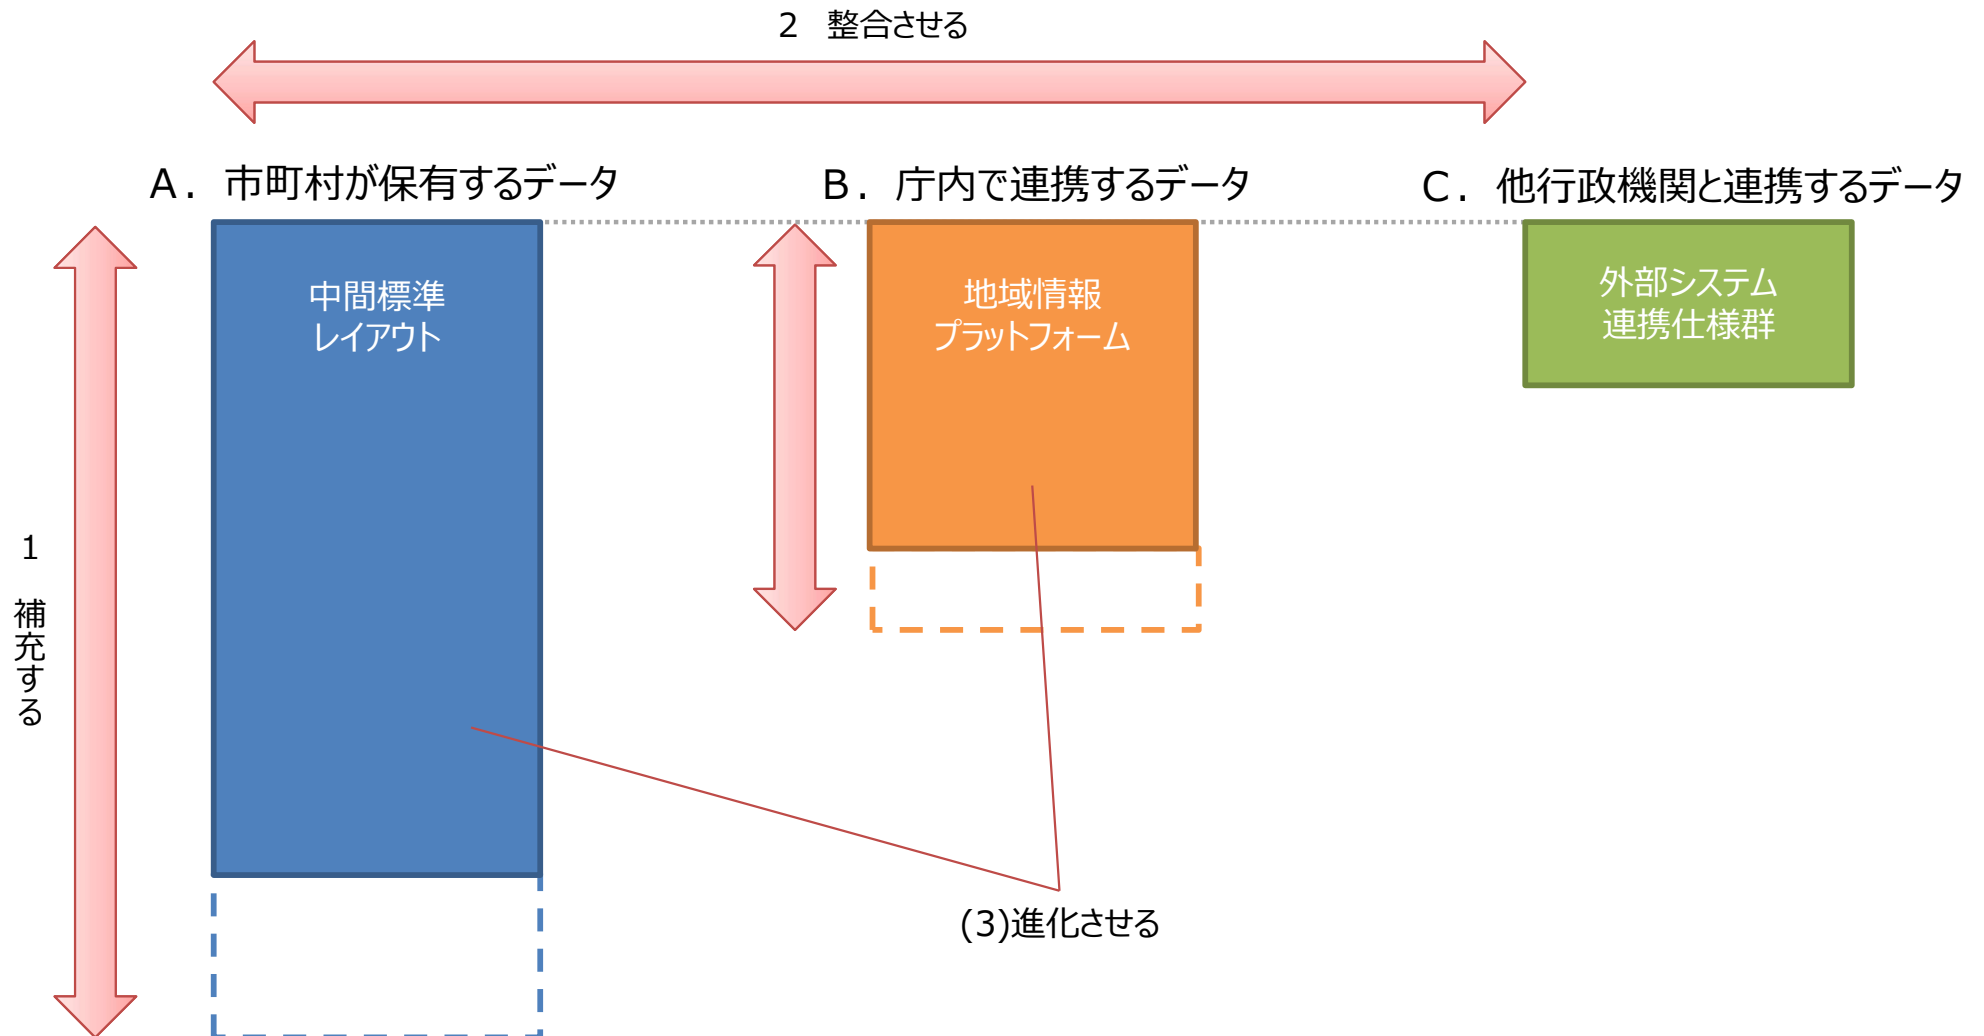 2　整合させる
A．市町村が保有するデータ
B．庁内で連携するデータ
C．他行政機関と連携するデータ
中間標準
レイアウト
地域情報
プラットフォーム
外部システム
連携仕様群
1　補充する
(3)進化させる